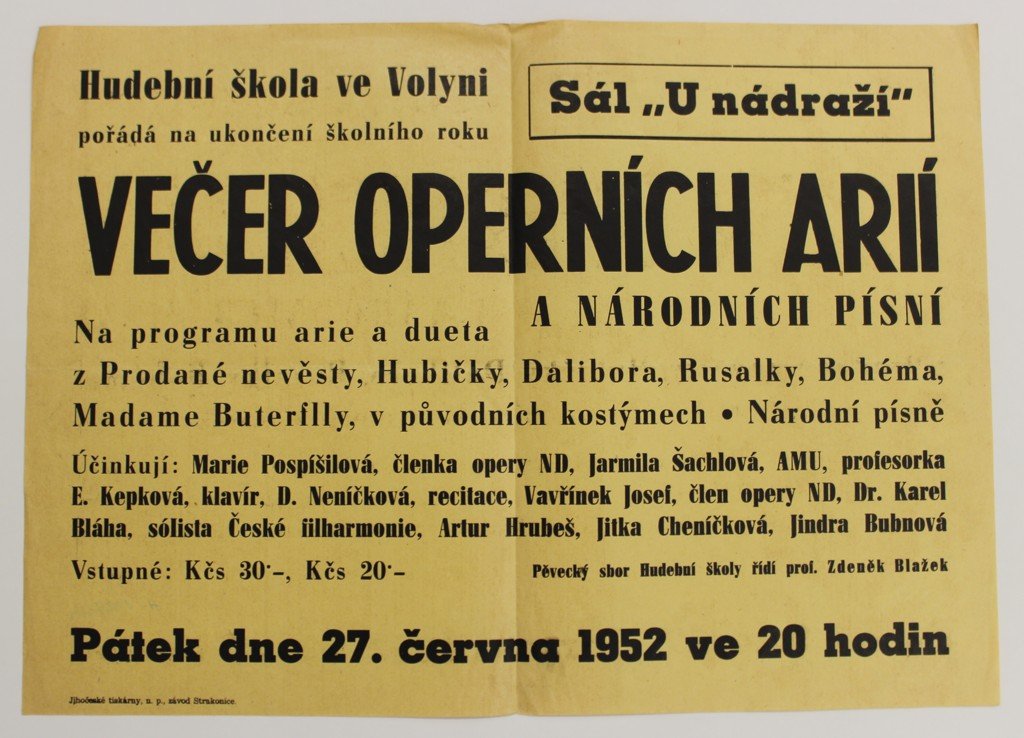 Hudební škola ve Volyni
pořádá na ukončení školního roku
Sál „U nádraží“
VEČER OPERNÍCH ARIÍ
A NÁRODNÍCH PÍSNÍ
Na programu arie a dueta
z Prodané nevěsty, Hubičky, Dalibora, Rusalky, Bohéma,
Madame Buterflly, v původních kostýmech • Národní písně
Účinkují: Marie Pospíšilová, členka opery ND, Jarmila Šachlová, AMU, profesorka
E. Kepková, klavír, D. Neníčková, recitace, Vavřínek Josef, člen opery ND, Dr. Karel
Bláha, sólista České filharmonie, Artur Hrubeš, Jitka Cheníčková, Jindra Bubnová
Vstupné: Kčs 30·–, Kčs 20·–
Pěvecký sbor Hudební školy řídí prof. Zdeněk Blažek
Pátek dne 27. června 1952 ve 20 hodin
Jihočeské tiskárny, n. p., závod Strakonice.